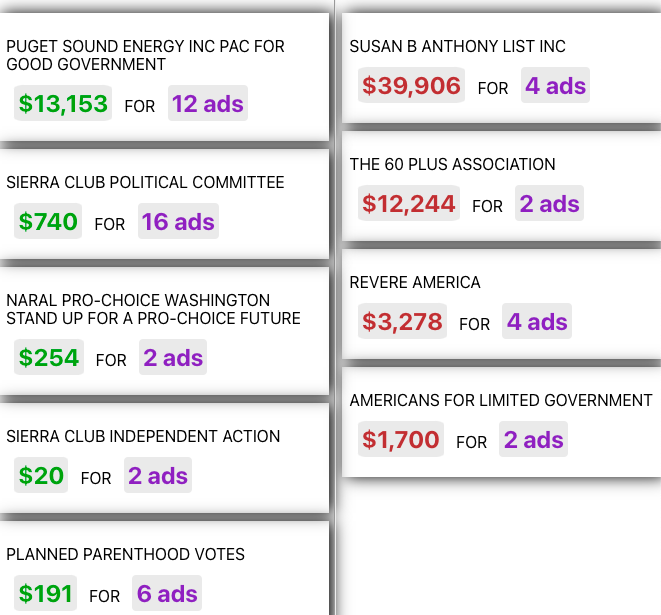 PUGET SOUND ENERGY INC PAC FOR
GOOD GOVERNMENT
$13,153 FOR 12 ads
SIERRA CLUB POLITICAL COMMITTEE
$740 FOR 16 ads
NARAL PRO-CHOICE WASHINGTON
STAND UP FOR A PRO-CHOICE FUTURE
$254 FOR 2 ads
SIERRA CLUB INDEPENDENT ACTION
$20 FOR 2 ads
PLANNED PARENTHOOD VOTES
$191 FOR 6 ads
SUSAN B ANTHONY LIST INC
$39,906 FOR 4 ads
THE 60 PLUS ASSOCIATION
$12,244 FOR 2 ads
REVERE AMERICA
$3,278 FOR 4 ads
AMERICANS FOR LIMITED GOVERNMENT
$1,700 FOR 2 ads